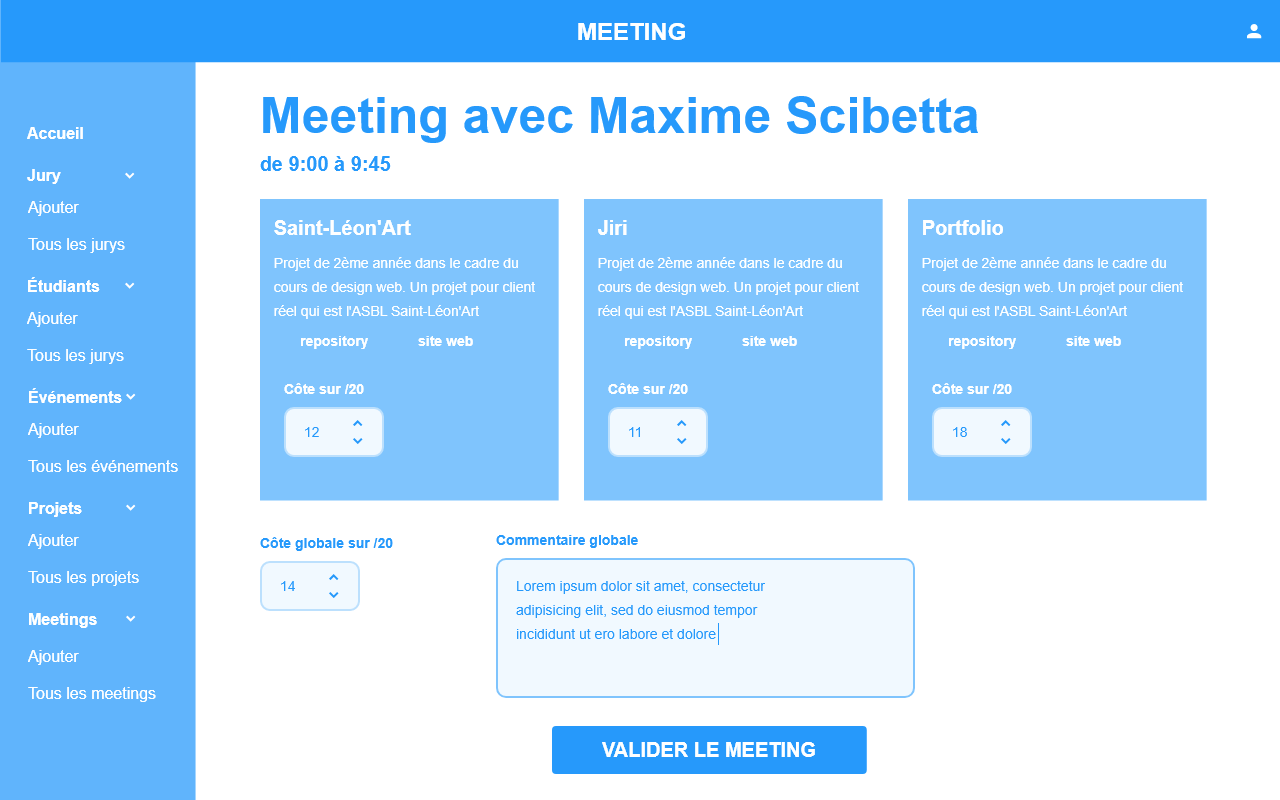 MEETING
Accueil
Jury
Ajouter
Tous les jurys
Étudiants
Ajouter
Tous les jurys
Événements
Ajouter
Tous les événements
Projets
Ajouter
Tous les projets
Meetings
Ajouter
Tous les meetings
Meeting avec Maxime Scibetta
de 9:00 à 9:45
Saint-Léon'Art
Projet de 2ème année dans le cadre du
cours de design web. Un projet pour client
réel qui est l'ASBL Saint-Léon'Art
repository site web
Côte sur /20
12
Jiri
Projet de 2ème année dans le cadre du
cours de design web. Un projet pour client
réel qui est l'ASBL Saint-Léon'Art
repository site web
Côte sur /20
11
Portfolio
Projet de 2ème année dans le cadre du
cours de design web. Un projet pour client
réel qui est l'ASBL Saint-Léon'Art
repository site web
Côte sur /20
18
Côte globale sur /20
14
Commentaire globale
Lorem ipsum dolor sit amet, consectetur
adipisicing elit, sed do eiusmod tempor
incididunt ut ero labore et dolore
VALIDER LE MEETING